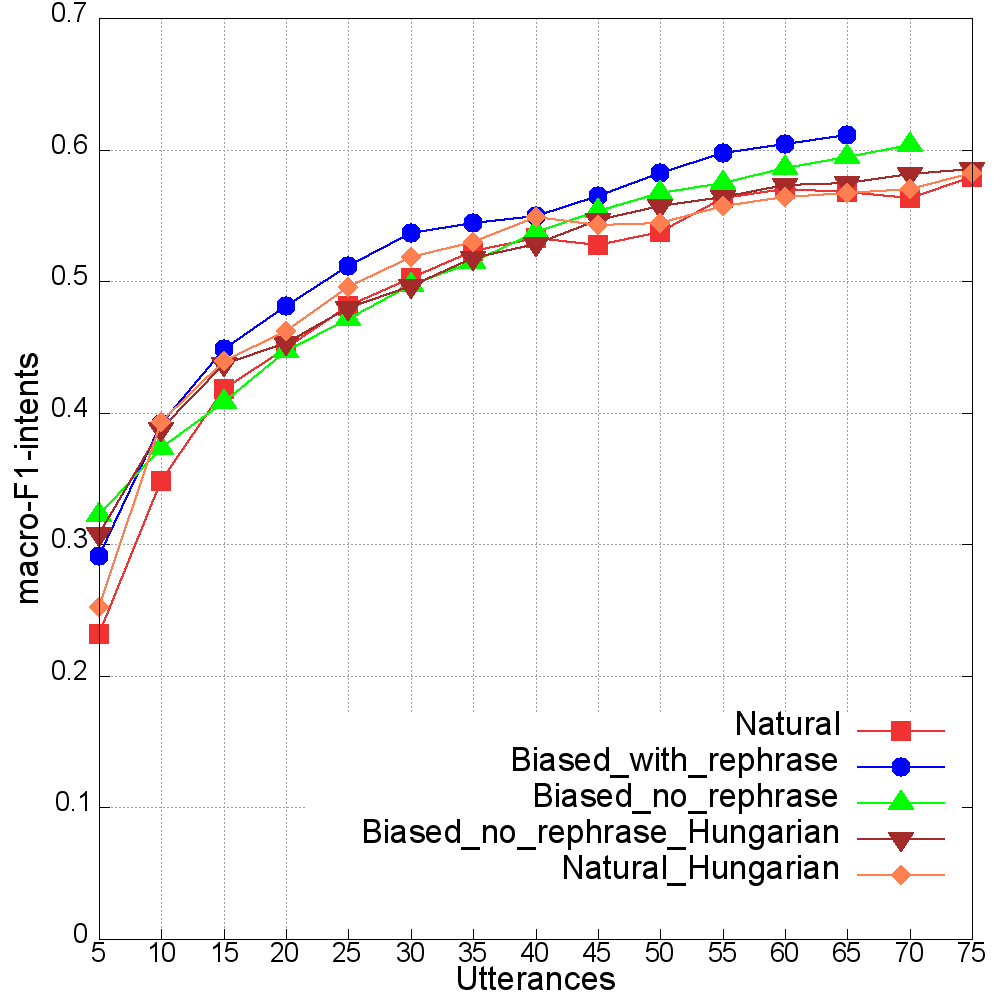 0.7
0.6
0.5
0.4
0.3
0.2
0.1
0
macro-F1-intents
Natural
Biased_with_rephrase
Biased_no_rephrase
Biased_no_rephrase_Hungarian
Natural_Hungarian
5 10 15 20 25 30 35 40 45 50 55 60 65 70 75
Utterances